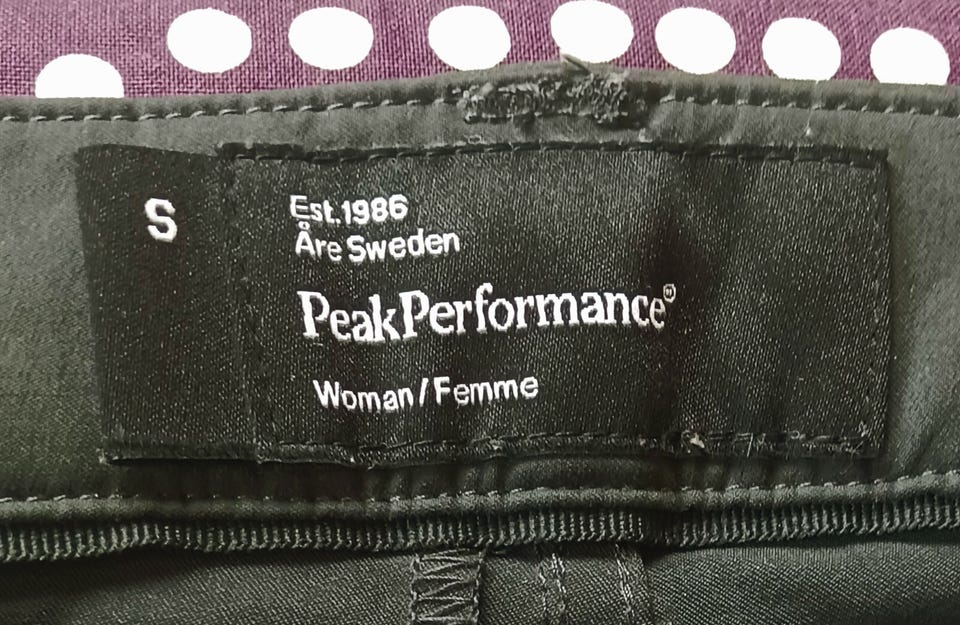 S
Est.1986
Åre Sweden
PeakPerformance®
Woman/Femme